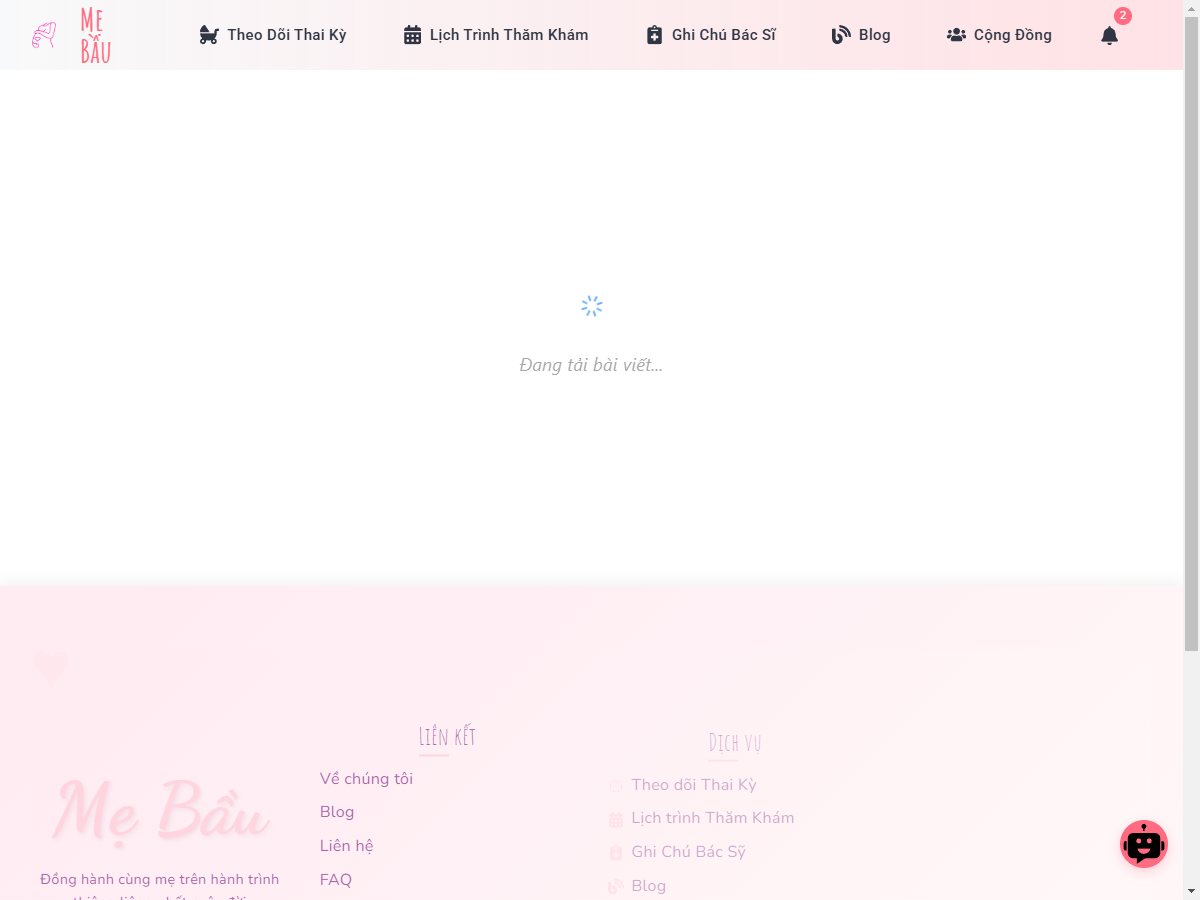 Mẹ
Bầu
Theo Dõi Thai Kỳ
Lịch Trình Thăm Khám
Ghi Chú Bác Sĩ
Blog
Cộng Đồng
2
Đang tải bài viết...
Liên kết
Dịch vụ
Về chúng tôi
Theo dõi Thai Kỳ
Mẹ Bầu
Blog
Lịch trình Thăm Khám
Liên hệ
Ghi Chú Bác Sỹ
Đồng hành cùng mẹ trên hành trình
FAQ
Blog